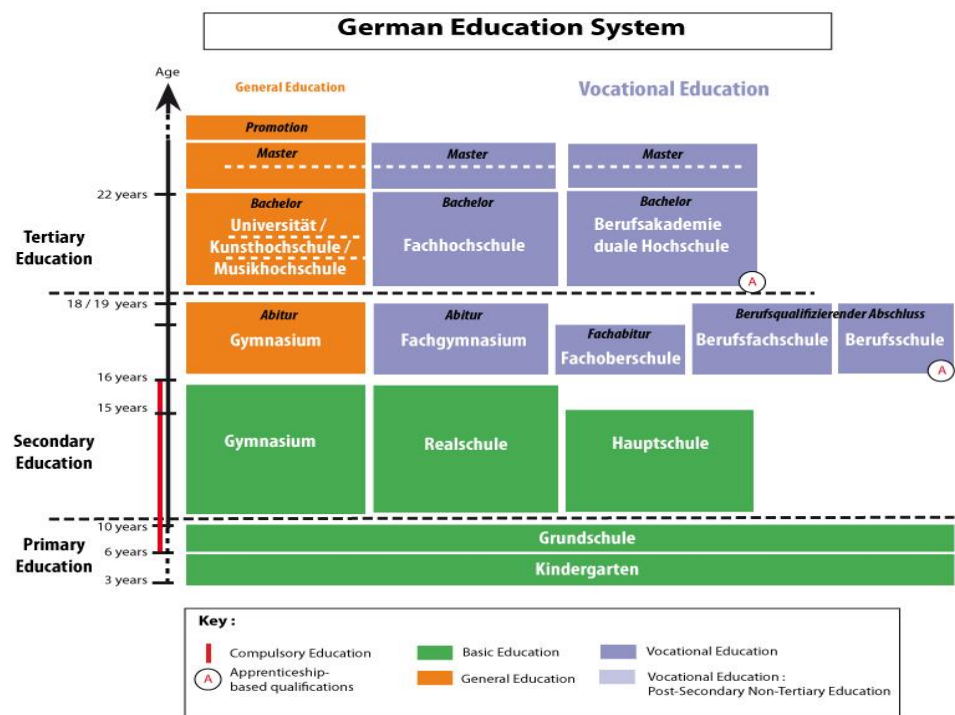 German Education System
Age
General Education
Vocational Education
Promotion
Master
Master
Master
22 years
Bachelor
Bachelor
Bachelor
Tertiary
Education
Universität /
Kunsthochschule /
Musikhochschule
Fachhochschule
Berufsakademie
duale Hochschule
A
18 / 19 years
Abitur
Abitur
Fachabitur
Berufsqualifizierender Abschluss
Gymnasium
Fachgymnasium
Fachoberschule
Berufsfachschule
Berufsschule
A
16 years
15 years
Secondary
Education
Gymnasium
Realschule
Hauptschule
10 years
Primary
Education
Grundschule
6 years
Kindergarten
3 years
Key :
Compulsory Education
Basic Education
Vocational Education
A
Apprenticeship-
based qualifications
General Education
Vocational Education :
Post-Secondary Non-Tertiary Education